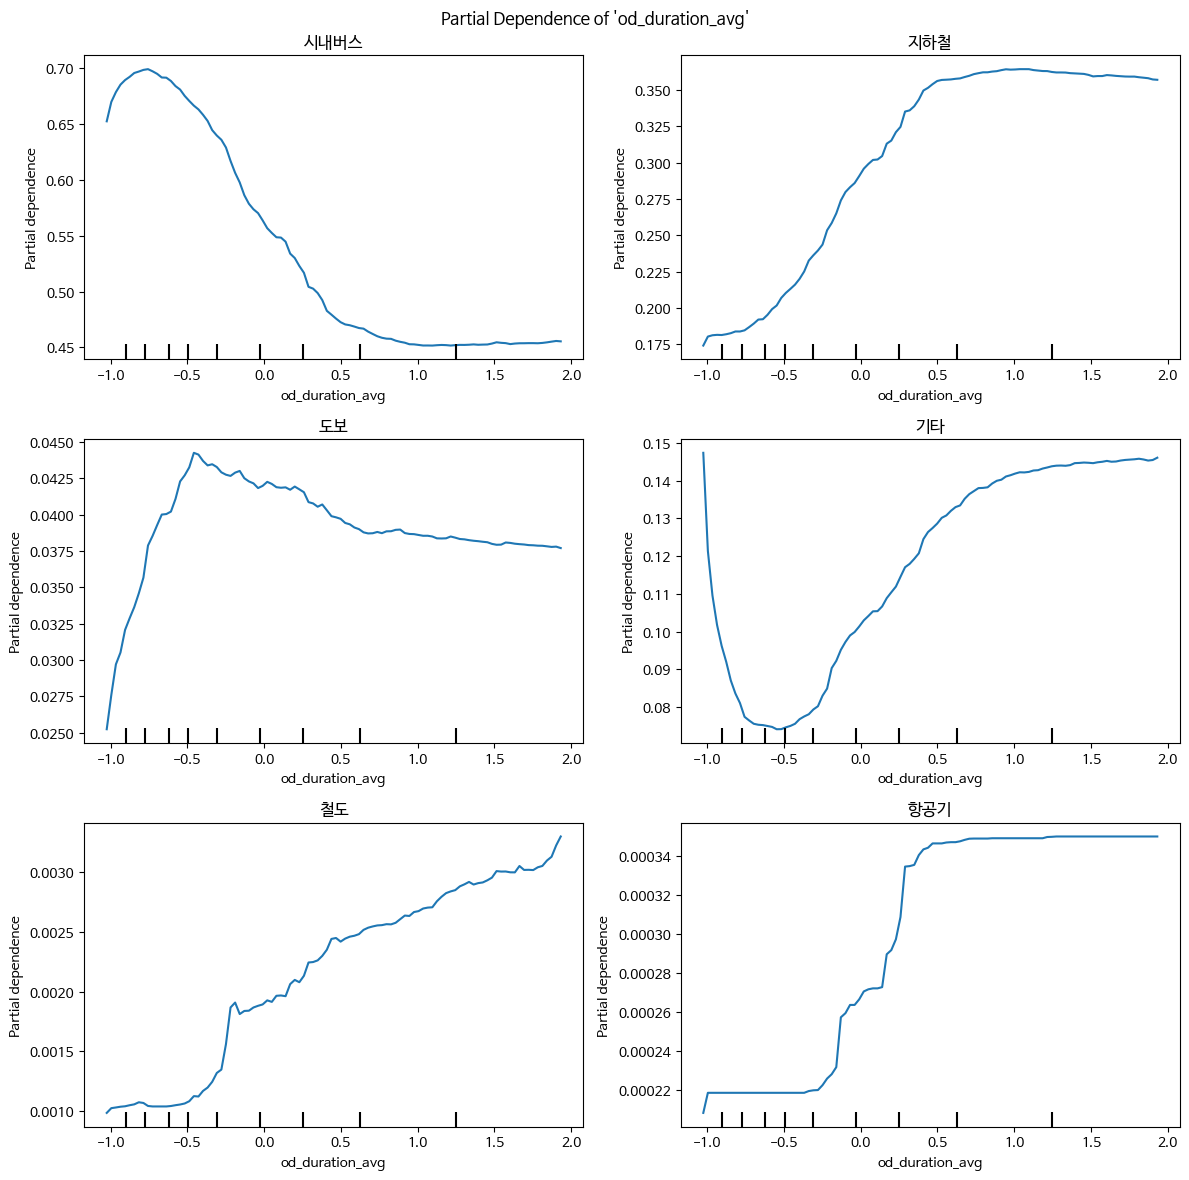 Partial Dependence of 'od_duration_avg'
시내버스
Partial dependence
0.70
0.65
0.60
0.55
0.50
0.45
−1.0 −0.5 0.0 0.5 1.0 1.5 2.0
od_duration_avg
지하철
Partial dependence
0.350
0.325
0.300
0.275
0.250
0.225
0.200
0.175
−1.0 −0.5 0.0 0.5 1.0 1.5 2.0
od_duration_avg
도보
Partial dependence
0.0450
0.0425
0.0400
0.0375
0.0350
0.0325
0.0300
0.0275
0.0250
−1.0 −0.5 0.0 0.5 1.0 1.5 2.0
od_duration_avg
기타
Partial dependence
0.15
0.14
0.13
0.12
0.11
0.10
0.09
0.08
−1.0 −0.5 0.0 0.5 1.0 1.5 2.0
od_duration_avg
철도
Partial dependence
0.0030
0.0025
0.0020
0.0015
0.0010
−1.0 −0.5 0.0 0.5 1.0 1.5 2.0
od_duration_avg
항공기
Partial dependence
0.00034
0.00032
0.00030
0.00028
0.00026
0.00024
0.00022
−1.0 −0.5 0.0 0.5 1.0 1.5 2.0
od_duration_avg